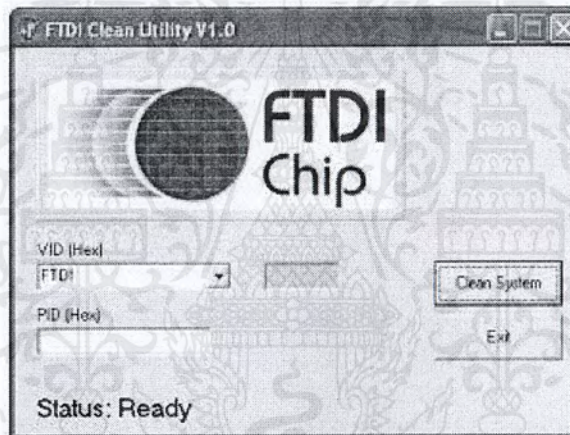 FTDI Clean Utility V1.0
FTDI
Chip
VID (Hex)
FTDI
Clean System
PID (Hex)
Exit
Status: Ready